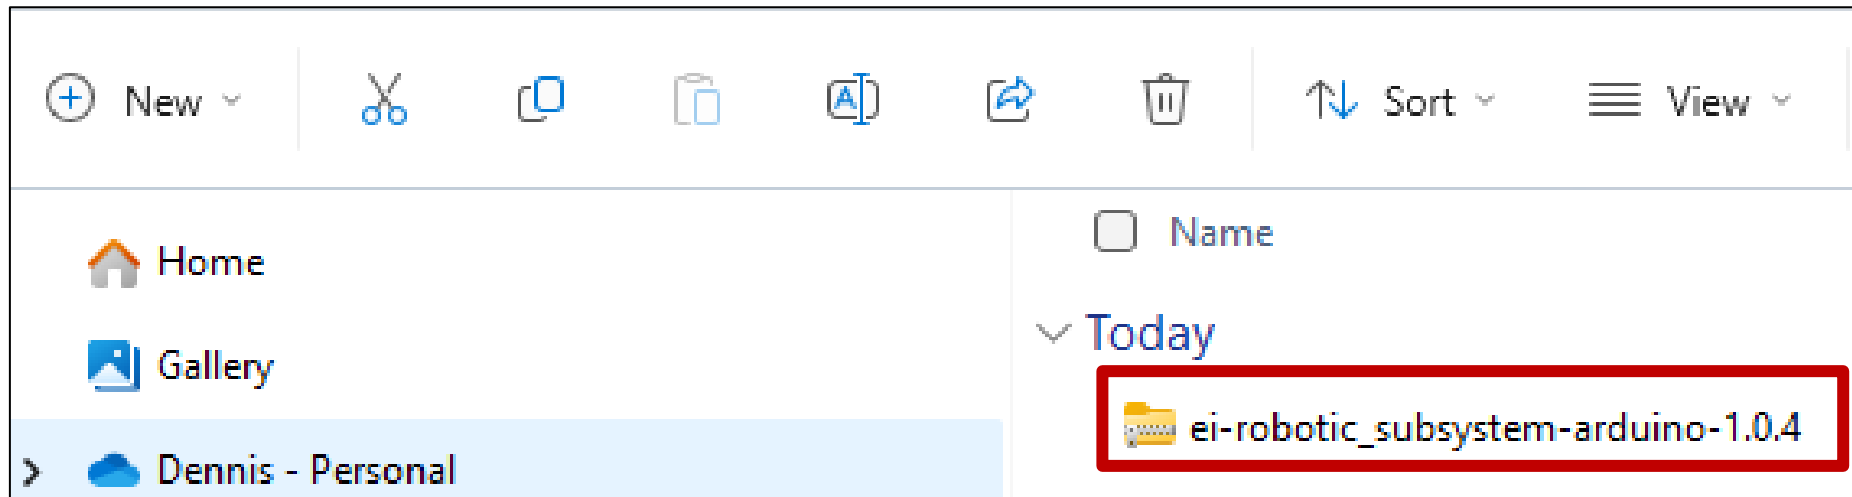 New Sort View
Home
Gallery
Dennis - Personal
Name
Today
ei-robotic_subsystem-arduino-1.0.4